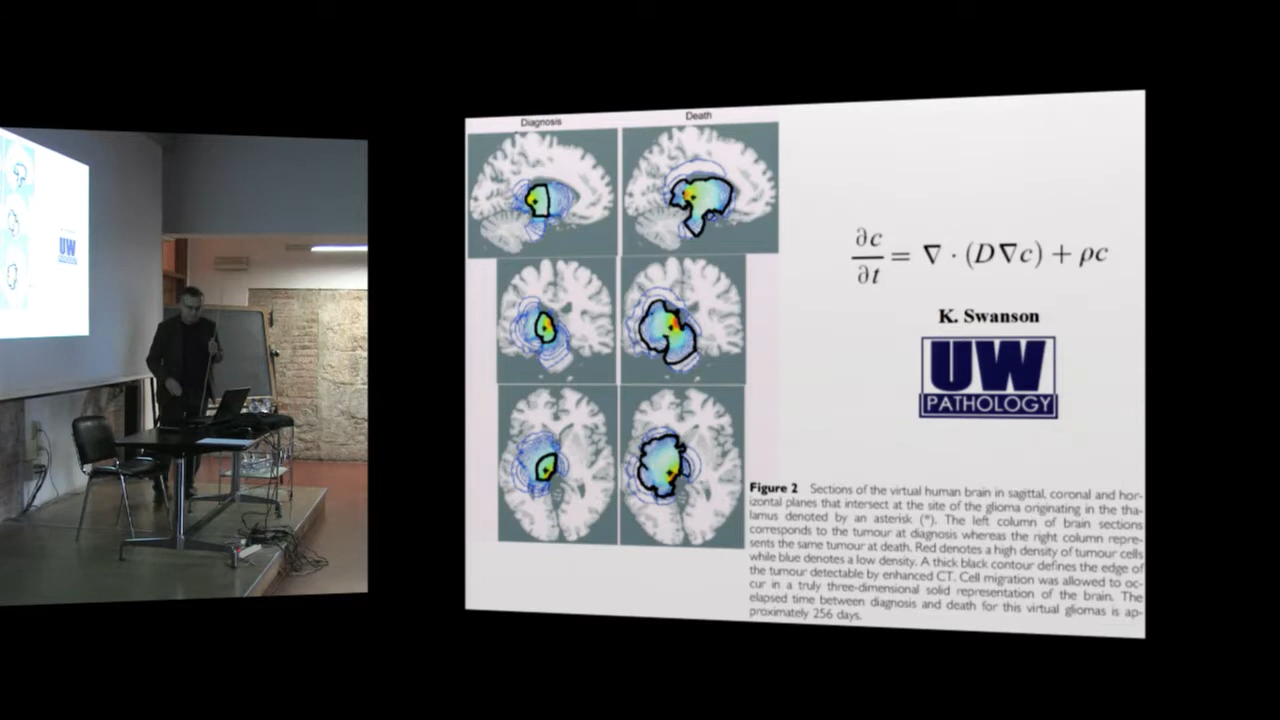 Diagnosis
Death
∂c/∂t = ∇ · (D∇c) + ρc
K. Swanson
UW
PATHOLOGY
Figure 2 Sections of the virtual human brain in sagittal, coronal and hor-
izontal planes that intersect at the site of the glioma originating in the tha-
lamus denoted by an asterisk (*). The left column of brain sections
corresponds to the tumour at diagnosis whereas the right column repre-
sents the same tumour at death. Red denotes a high density of tumour cells
while blue denotes a low density. A thick black contour defines the edge of
the tumour detectable by enhanced CT. Cell migration was allowed to oc-
cur in a truly three-dimensional solid representation of the brain. The
elapsed time between diagnosis and death for this virtual gliomas is ap-
proximately 256 days.
UW
PATHOLOGY